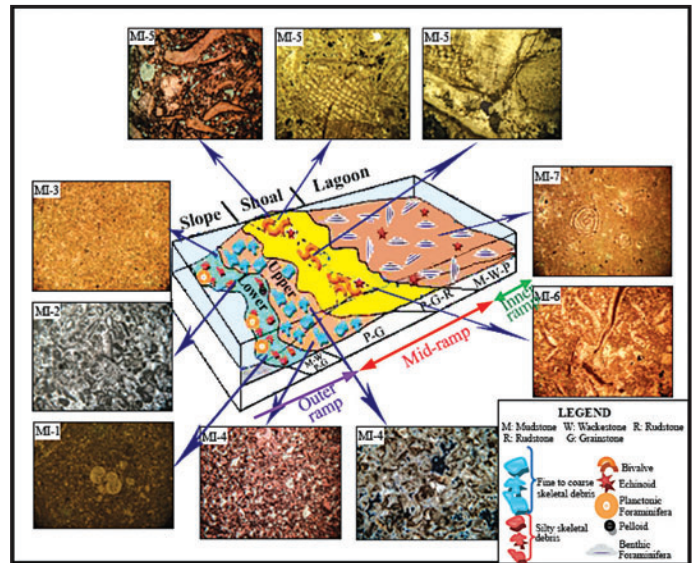 MI-5
MI-5
MI-5
MI-3
MI-7
MI-2
MI-6
MI-1
MI-4
MI-4
Slope
Shoal
Lagoon
Lower
Upper
M-W
P-G
P-G
P-G-R
M-W-P
Outer
ramp
Mid-ramp
Inner
ramp
LEGEND
M: Mudstone W: Wackestone R: Rudstone
R: Rudstone G: Grainstone
Fine to coarse
skeletal debris
Silty skeletal
debris
Bivalve
Echinoid
Planctonic
Foraminifera
Pelloid
Benthic
Foraminifera